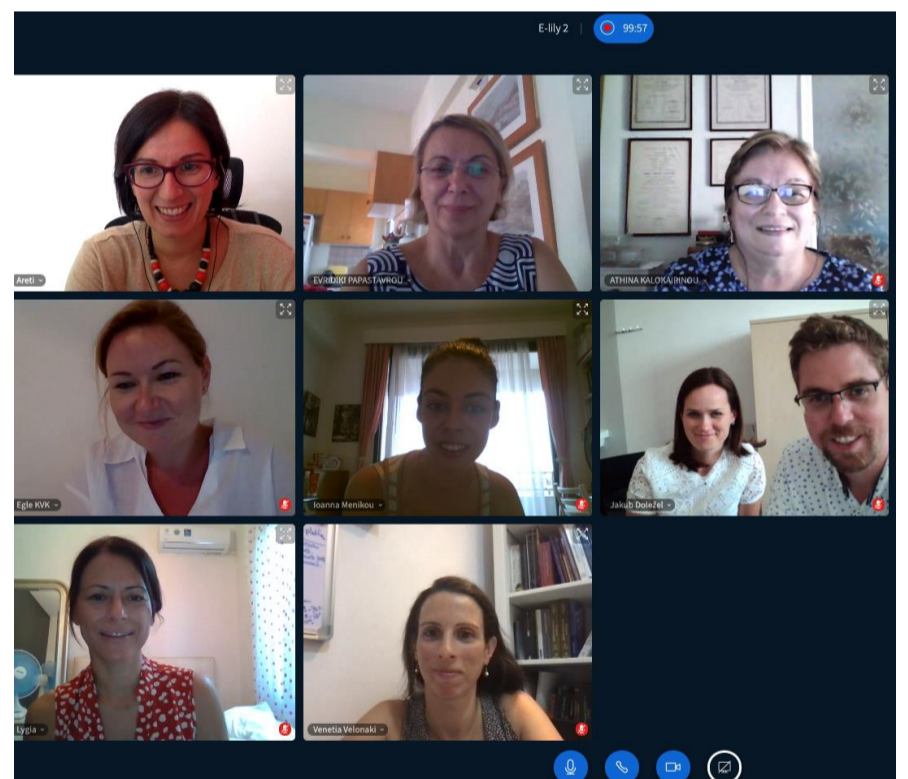 E-lily 2 | 99:57
Areti
EVRIDIKI PAPASTAVROU
ATHINA KALOKAIRINOU
Egle KVK
Ioanna Menikou
Jakub Doležel
Lygia
Venetia Velonaki